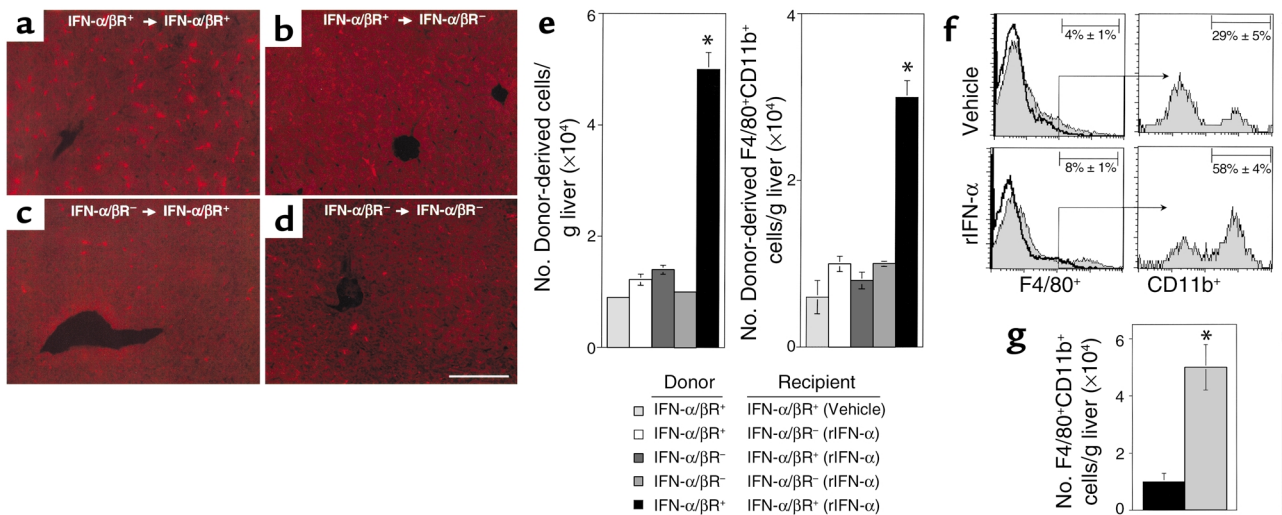 a
IFN-α/βR⁺ → IFN-α/βR⁺
b
IFN-α/βR⁺ → IFN-α/βR⁻
c
IFN-α/βR⁻ → IFN-α/βR⁺
d
IFN-α/βR⁻ → IFN-α/βR⁻
e
No. Donor-derived cells/
g liver (×10⁴)
6
4
2
0
*
No. Donor-derived F4/80⁺CD11b⁺
cells/g liver (×10⁴)
4
2
0
*
Donor Recipient
IFN-α/βR⁺ IFN-α/βR⁺ (Vehicle)
IFN-α/βR⁺ IFN-α/βR⁻ (rIFN-α)
IFN-α/βR⁻ IFN-α/βR⁺ (rIFN-α)
IFN-α/βR⁻ IFN-α/βR⁻ (rIFN-α)
IFN-α/βR⁺ IFN-α/βR⁺ (rIFN-α)
f
Vehicle
4% ± 1%
29% ± 5%
rIFN-α
8% ± 1%
58% ± 4%
F4/80⁺
CD11b⁺
g
No. F4/80⁺CD11b⁺
cells/g liver (×10⁴)
6
4
2
0
*